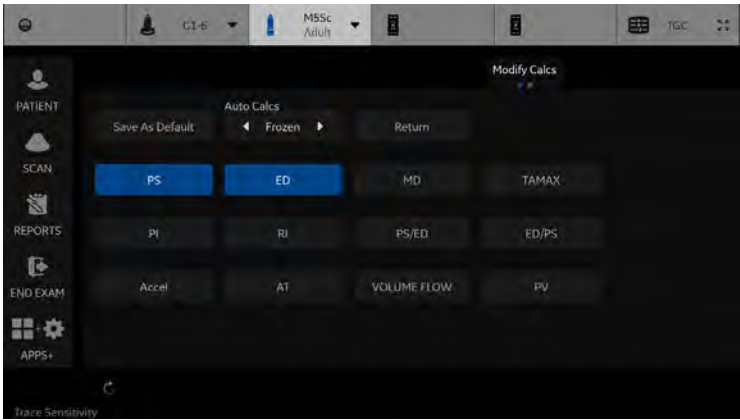 C1-6
M5Sc
Adult
TGC
Modify Calcs
PATIENT
Auto Calcs
Save As Default
Frozen
Return
SCAN
PS
ED
MD
TAMAX
REPORTS
PI
RI
PS/ED
ED/PS
END EXAM
Accel
AT
VOLUME FLOW
PV
APPS+
Trace Sensitivity